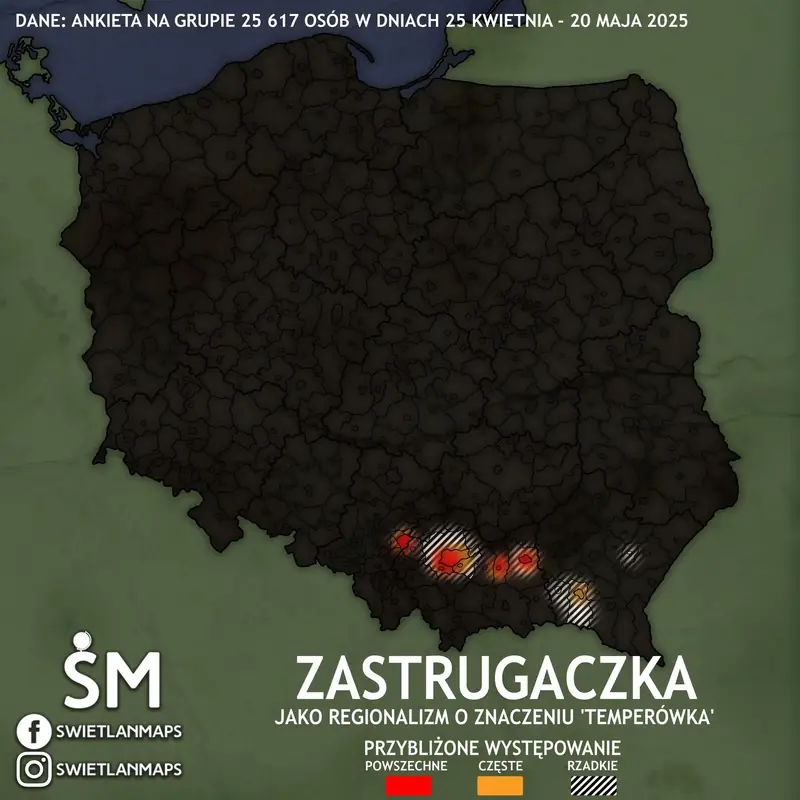 DANE: ANKIETA NA GRUPIE 25 617 OSÓB W DNIACH 25 KWIETNIA - 20 MAJA 2025
ŚM
SWIETLANMAPS
SWIETLANMAPS
ZASTRUGACZKA
JAKO REGIONALIZM O ZNACZENIU 'TEMPERÓWKA'
PRZYBLIŻONE WYSTĘPOWANIE
POWSZECHNE CZĘSTE RZADKIE